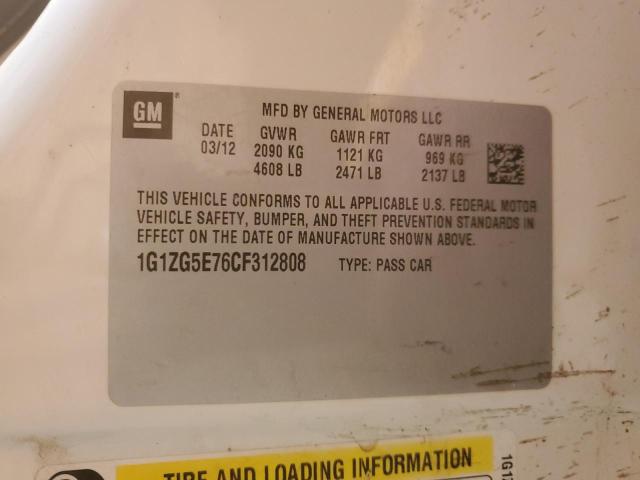 GM ®
MFD BY GENERAL MOTORS LLC
DATE GVWR GAWR FRT GAWR RR
03/12 2090 KG 1121 KG 969 KG
4608 LB 2471 LB 2137 LB
THIS VEHICLE CONFORMS TO ALL APPLICABLE U.S. FEDERAL MOTOR
VEHICLE SAFETY, BUMPER, AND THEFT PREVENTION STANDARDS IN
EFFECT ON THE DATE OF MANUFACTURE SHOWN ABOVE.
1G1ZG5E76CF312808 TYPE: PASS CAR
TIRE AND LOADING INFORMATION